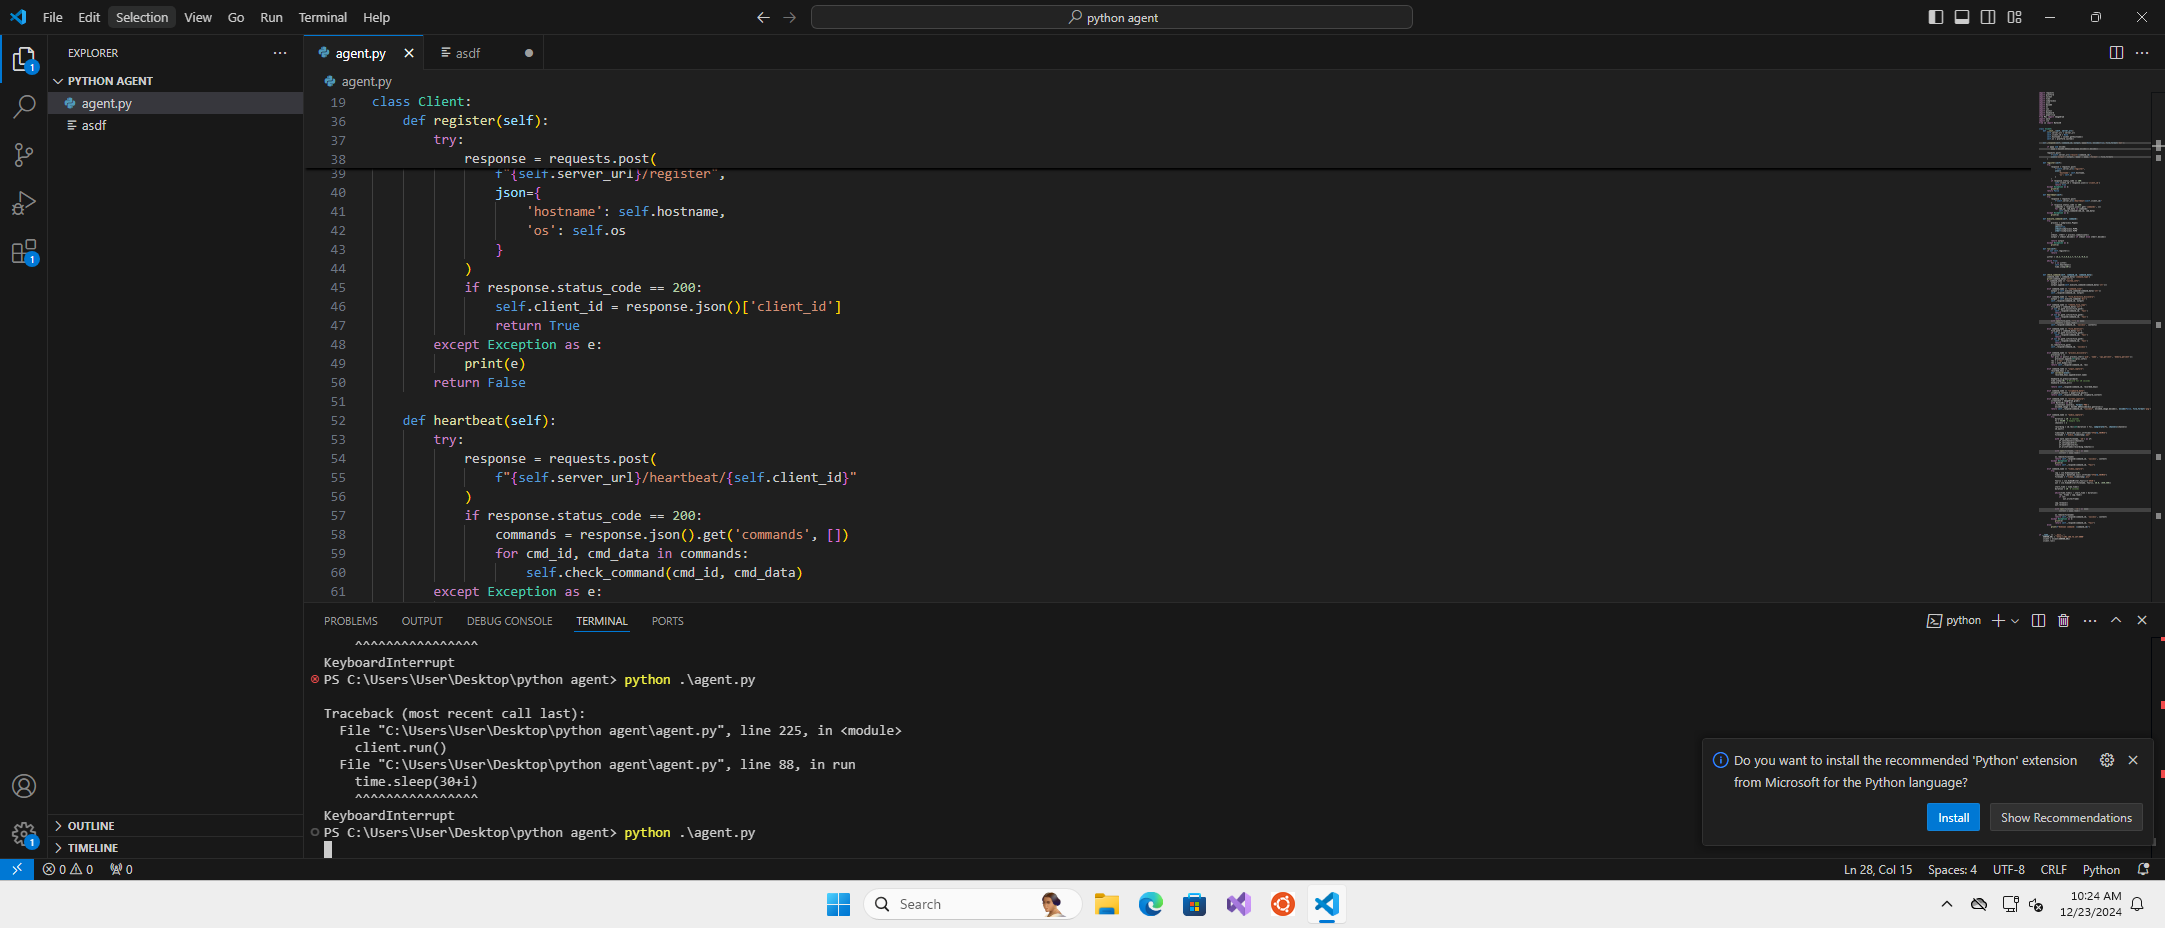 File Edit Selection View Go Run Terminal Help
python agent
EXPLORER
PYTHON AGENT
agent.py
asdf
OUTLINE
TIMELINE
agent.py
asdf
agent.py
19 class Client:
36 def register(self):
37 try:
38 response = requests.post(
39 f"{self.server_url}/register",
40 json={
41 'hostname': self.hostname,
42 'os': self.os
43 }
44 )
45 if response.status_code == 200:
46 self.client_id = response.json()['client_id']
47 return True
48 except Exception as e:
49 print(e)
50 return False
51
52 def heartbeat(self):
53 try:
54 response = requests.post(
55 f"{self.server_url}/heartbeat/{self.client_id}"
56 )
57 if response.status_code == 200:
58 commands = response.json().get('commands', [])
59 for cmd_id, cmd_data in commands:
60 self.check_command(cmd_id, cmd_data)
61 except Exception as e:
PROBLEMS OUTPUT DEBUG CONSOLE TERMINAL PORTS
python
^^^^^^^^^^^^^^^^
KeyboardInterrupt
PS C:\Users\User\Desktop\python agent> python .\agent.py
Traceback (most recent call last):
File "C:\Users\User\Desktop\python agent\agent.py", line 225, in <module>
client.run()
File "C:\Users\User\Desktop\python agent\agent.py", line 88, in run
time.sleep(30+i)
^^^^^^^^^^^^^^^^
KeyboardInterrupt
PS C:\Users\User\Desktop\python agent> python .\agent.py
Do you want to install the recommended 'Python' extension
from Microsoft for the Python language?
Install Show Recommendations
0 0 0
Ln 28, Col 15 Spaces: 4 UTF-8 CRLF Python
Search
10:24 AM
12/23/2024